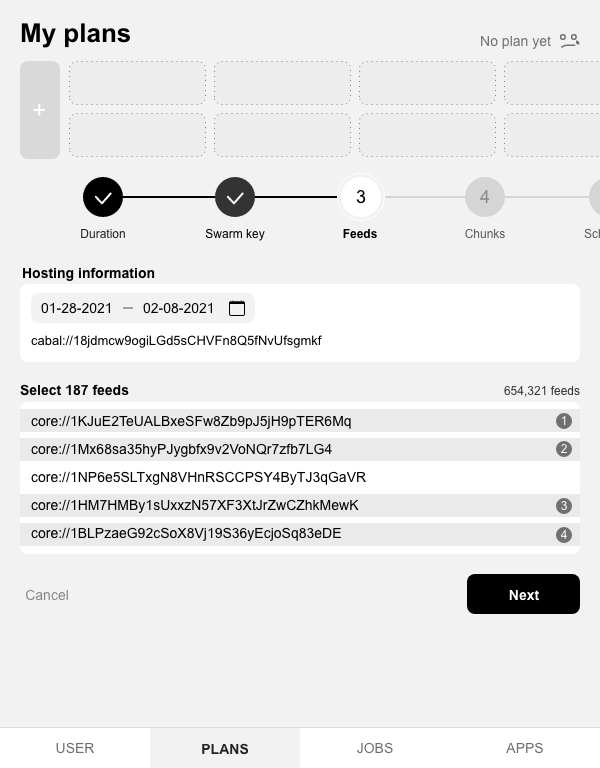 My plans
No plan yet
+
3
4
Duration
Swarm key
Feeds
Chunks
Sch
Hosting information
01-28-2021 — 02-08-2021
cabal://18jdmcw9ogiLGd5sCHVFn8Q5fNvUfsgmkf
Select 187 feeds
654,321 feeds
core://1KJuE2TeUALBxeSFw8Zb9pJ5jH9pTER6Mq
1
core://1Mx68sa35hyPJygbfx9v2VoNQr7zfb7LG4
2
core://1NP6e5SLTxgN8VHnRSCCPSY4ByTJ3qGaVR
core://1HM7HMBy1sUxxzN57XF3XtJrZwCZhkMewK
3
core://1BLPzaeG92cSoX8Vj19S36yEcjoSq83eDE
4
Cancel
Next
USER
PLANS
JOBS
APPS